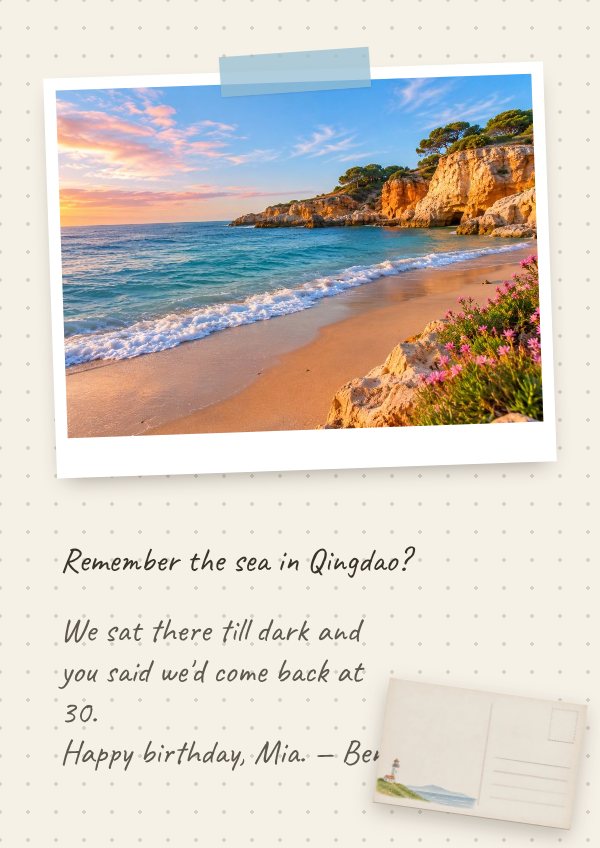 Remember the sea in Qingdao?
We sat there till dark and
you said we'd come back at
30.
Happy birthday, Mia. –